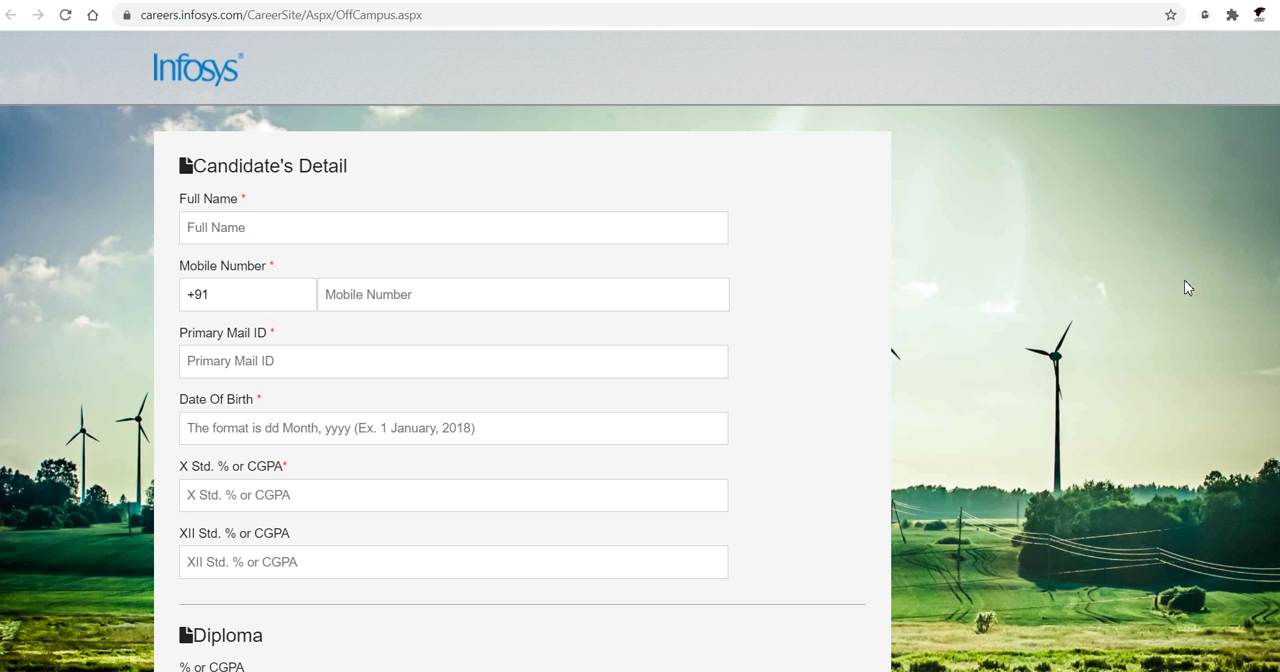 careers.infosys.com/CareerSite/Aspx/OffCampus.aspx
Infosys®
Candidate's Detail
Full Name *
Full Name
Mobile Number *
+91 Mobile Number
Primary Mail ID *
Primary Mail ID
Date Of Birth *
The format is dd Month, yyyy (Ex. 1 January, 2018)
X Std. % or CGPA*
X Std. % or CGPA
XII Std. % or CGPA
XII Std. % or CGPA
Diploma
% or CGPA